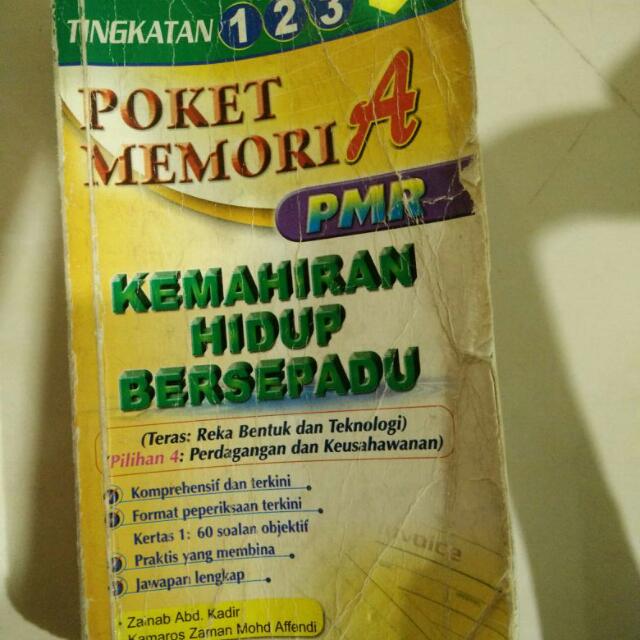 TINGKATAN 1 2 3
POKET
MEMORI A
PMR
KEMAHIRAN
HIDUP
BERSEPADU
(Teras: Reka Bentuk dan Teknologi)
(Pilihan 4: Perdagangan dan Keusahawanan)
Komprehensif dan terkini
Format peperiksaan terkini
Kertas 1: 60 soalan objektif
Praktis yang membina
Jawapan lengkap
invoice
• Zainab Abd. Kadir
Kamaros Zaman Mohd Affendi